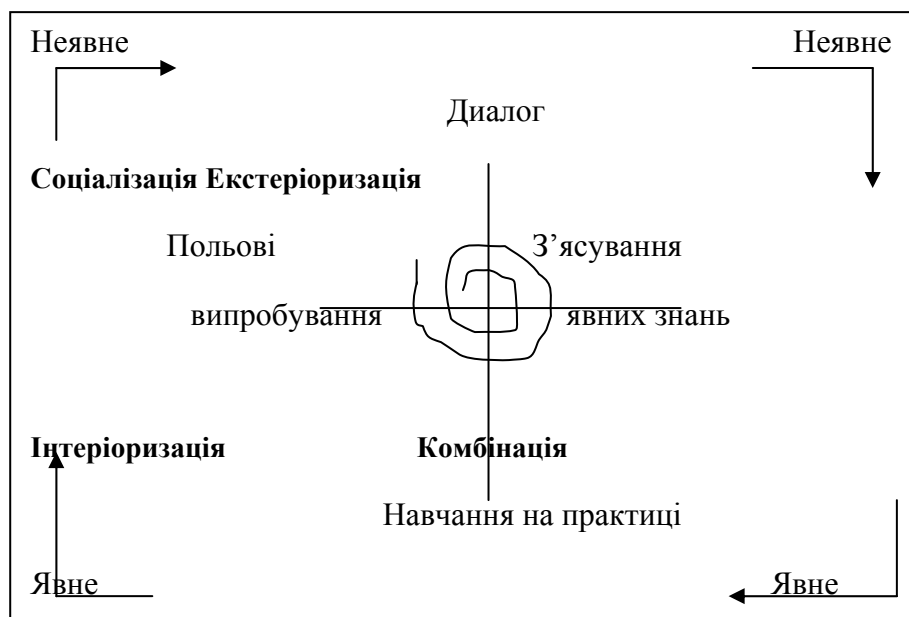 Неявне Неявне
Диалог
Соціалізація Екстеріоризація
Польові З’ясування
випробування явних знань
Інтеріоризація Комбінація
Навчання на практиці
Явне Явне